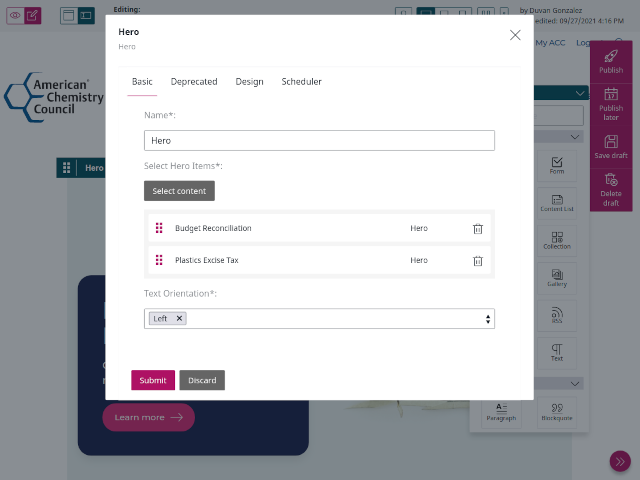 Editing:
by Duvan Gonzalez
edited: 09/27/2021 4:16 PM
Hero
Hero
My ACC
Publish
Basic
Deprecated
Design
Scheduler
American
Chemistry
Council
17
Publish
later
Name*:
Hero
Save draft
Select Hero Items*:
Form
Hero
Select content
Delete
draft
Content List
Budget Reconciliation
Hero
Collection
Plastics Excise Tax
Hero
Gallery
Text Orientation*:
Left
RSS
Text
Submit
Discard
Learn more
Paragraph
Blockquote